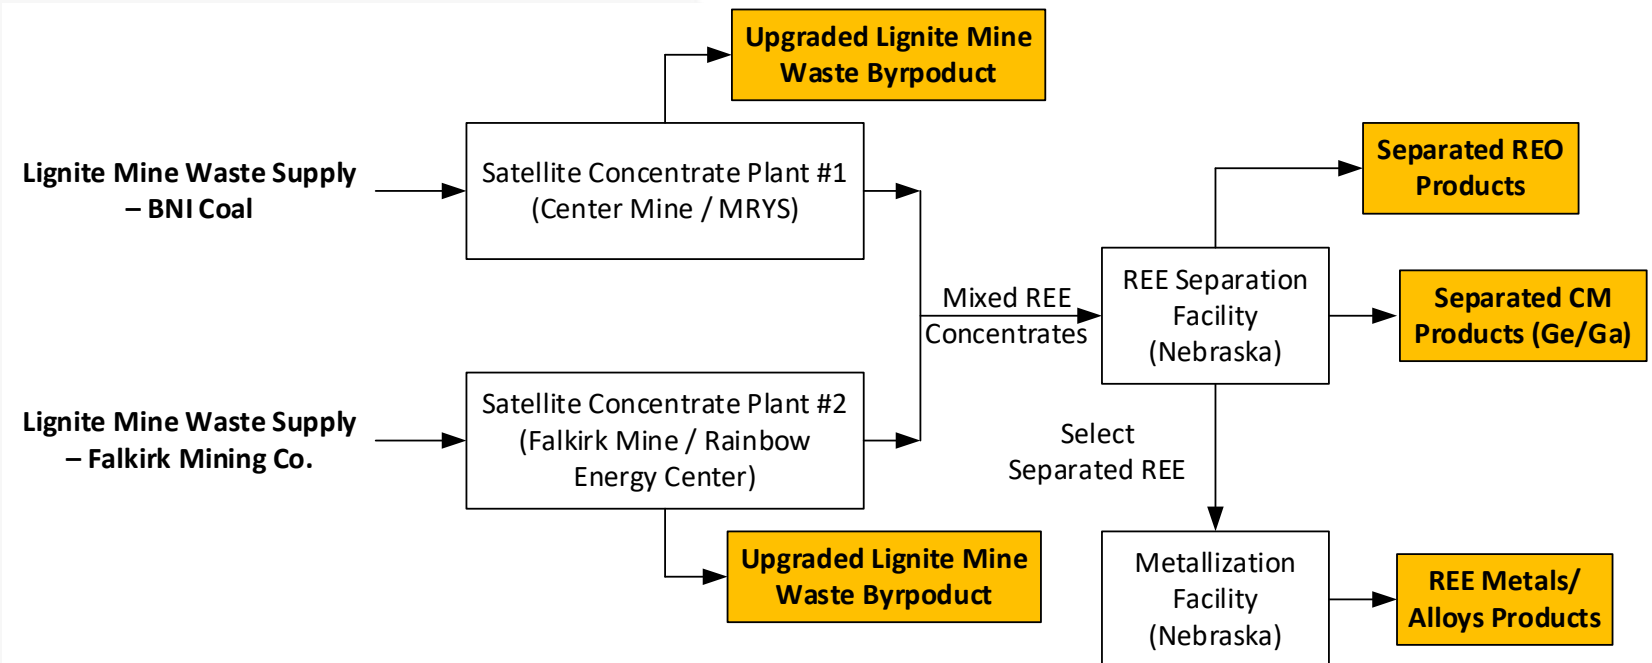 Upgraded Lignite Mine
Waste Byrpoduct
Lignite Mine Waste Supply
– BNI Coal
Satellite Concentrate Plant #1
(Center Mine / MRYS)
Separated REO
Products
Mixed REE
Concentrates
REE Separation
Facility
(Nebraska)
Separated CM
Products (Ge/Ga)
Lignite Mine Waste Supply
– Falkirk Mining Co.
Satellite Concentrate Plant #2
(Falkirk Mine / Rainbow
Energy Center)
Select
Separated REE
Upgraded Lignite Mine
Waste Byrpoduct
Metallization
Facility
(Nebraska)
REE Metals/
Alloys Products